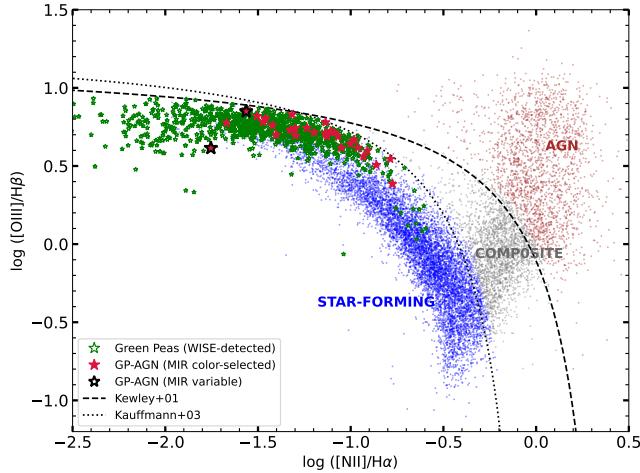 1.5
1.0
0.5
0.0
−0.5
−1.0
log ([OIII]/Hβ)
AGN
COMP0SITE
STAR-FORMING
Green Peas (WISE-detected)
GP-AGN (MIR color-selected)
GP-AGN (MIR variable)
Kewley+01
Kauffmann+03
−2.5 −2.0 −1.5 −1.0 −0.5 0.0 0.5
log ([NII]/Hα)